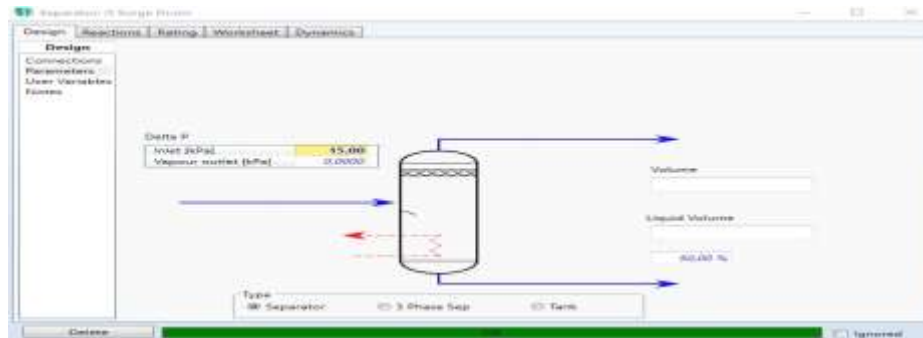 Separator: IS Surge Drum
Design Reactions Rating Worksheet Dynamics
Design
Connections
Parameters
User Variables
Notes
Delta P
Inlet [kPa] 15.00
Vapour outlet [kPa] 0.0000
Volume
Liquid Volume
50.00 %
Type
Separator 3 Phase Sep Tank
Delete
Ignored